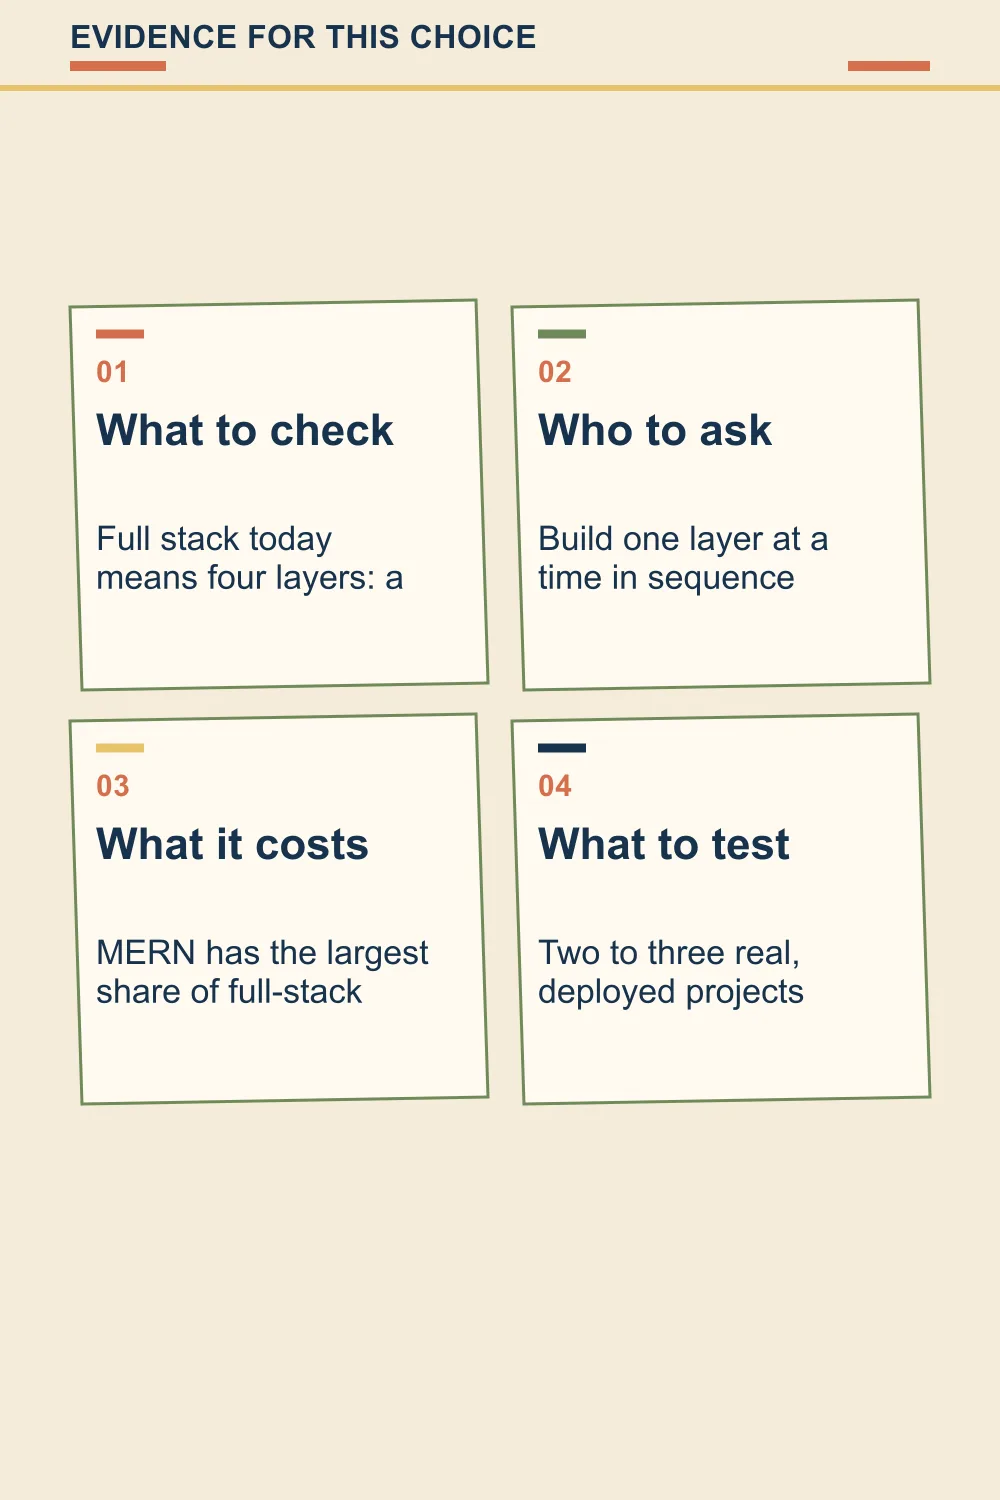 EVIDENCE FOR THIS CHOICE
01
What to check
Full stack today
means four layers: a
02
Who to ask
Build one layer at a
time in sequence
03
What it costs
MERN has the largest
share of full-stack
04
What to test
Two to three real,
deployed projects